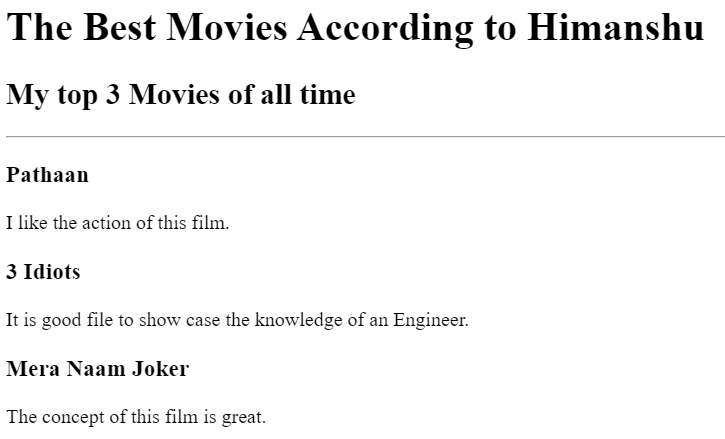 The Best Movies According to Himanshu
My top 3 Movies of all time
Pathaan
I like the action of this film.
3 Idiots
It is good file to show case the knowledge of an Engineer.
Mera Naam Joker
The concept of this film is great.